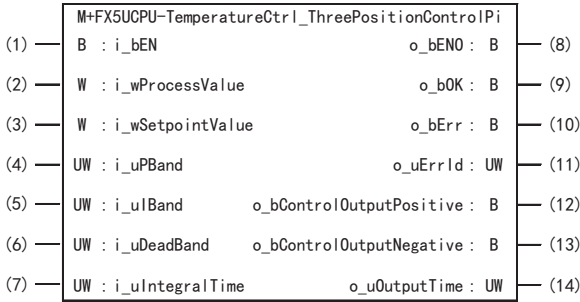 M+FX5UCPU-TemperatureCtrl_ThreePositionControlPi
(1) B : i_bEN o_bENO : B (8)
(2) W : i_wProcessValue o_bOK : B (9)
(3) W : i_wSetpointValue o_bErr : B (10)
(4) UW : i_uPBand o_uErrId : UW (11)
(5) UW : i_uIBand o_bControlOutputPositive : B (12)
(6) UW : i_uDeadBand o_bControlOutputNegative : B (13)
(7) UW : i_uIntegralTime o_uOutputTime : UW (14)